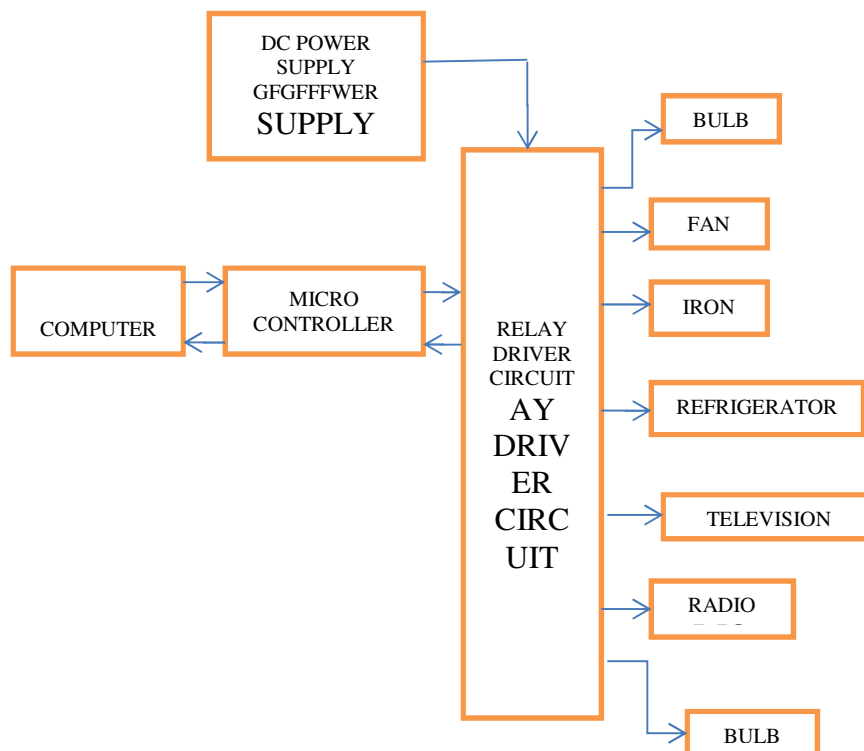 DC POWER
SUPPLY
GFGFFFWER
SUPPLY
BULB
FAN
COMPUTER
MICRO
CONTROLLER
RELAY
DRIVER
CIRCUIT
AY
DRIV
ER
CIRC
UIT
IRON
REFRIGERATOR
TELEVISION
RADIO
BULB